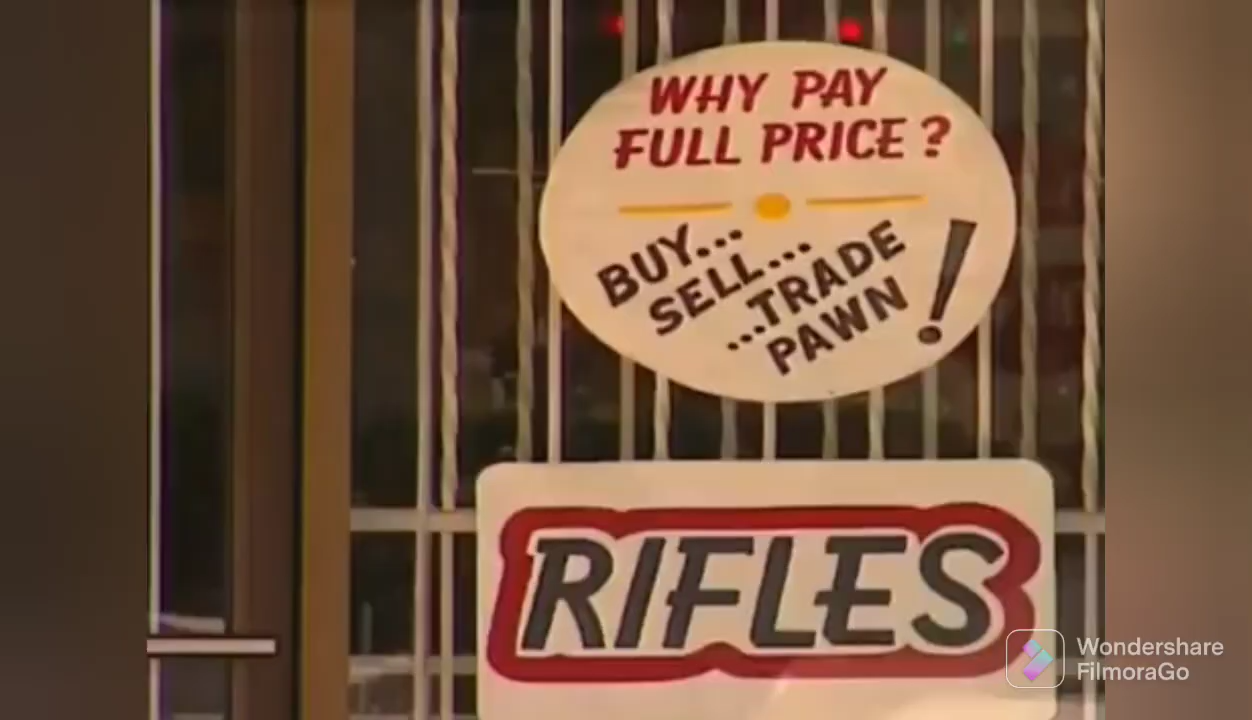 WHY PAY
FULL PRICE ?
BUY...
SELL...
...TRADE
PAWN !
RIFLES
Wondershare
FilmoraGo